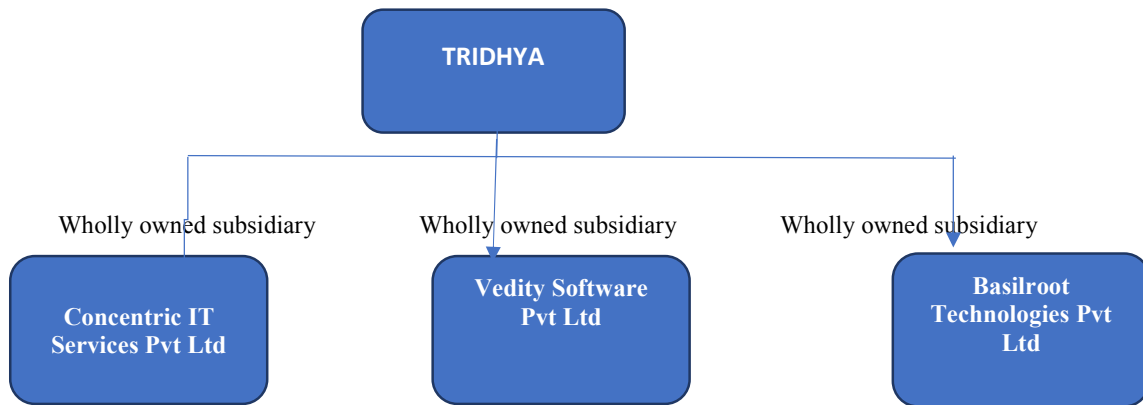 TRIDHYA
Wholly owned subsidiary
Wholly owned subsidiary
Wholly owned subsidiary
Concentric IT
Services Pvt Ltd
Vedity Software
Pvt Ltd
Basilroot
Technologies Pvt
Ltd